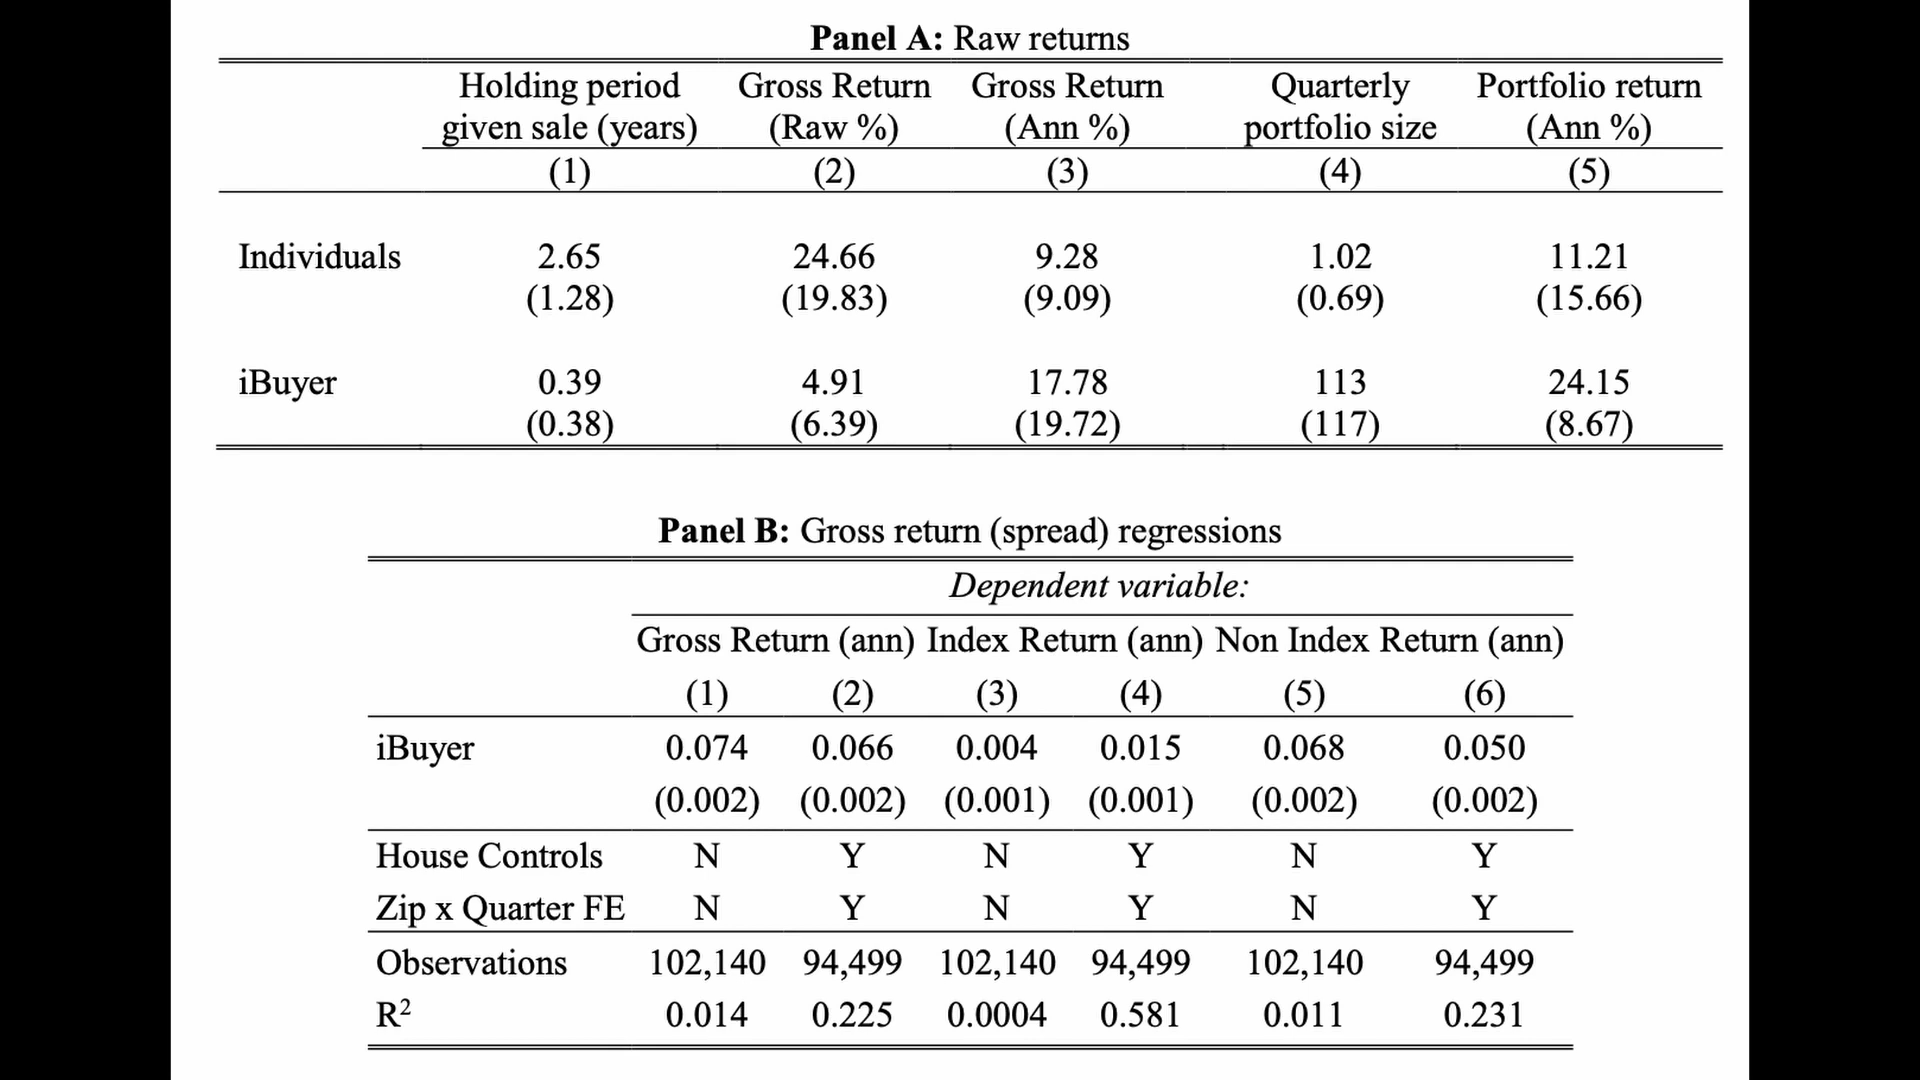 Panel A: Raw returns
Holding period Gross Return Gross Return Quarterly Portfolio return
given sale (years) (Raw %) (Ann %) portfolio size (Ann %)
(1) (2) (3) (4) (5)
Individuals 2.65 24.66 9.28 1.02 11.21
(1.28) (19.83) (9.09) (0.69) (15.66)
iBuyer 0.39 4.91 17.78 113 24.15
(0.38) (6.39) (19.72) (117) (8.67)
Panel B: Gross return (spread) regressions
Dependent variable:
Gross Return (ann) Index Return (ann) Non Index Return (ann)
(1) (2) (3) (4) (5) (6)
iBuyer 0.074 0.066 0.004 0.015 0.068 0.050
(0.002) (0.002) (0.001) (0.001) (0.002) (0.002)
House Controls N Y N Y N Y
Zip x Quarter FE N Y N Y N Y
Observations 102,140 94,499 102,140 94,499 102,140 94,499
R² 0.014 0.225 0.0004 0.581 0.011 0.231